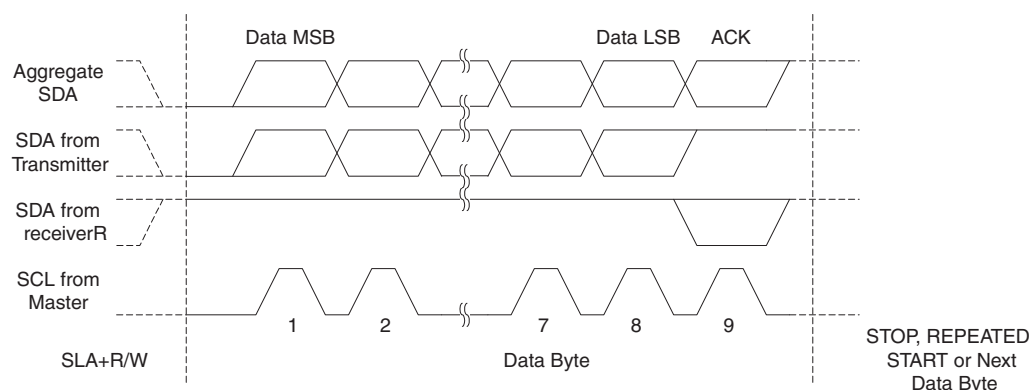 Data MSB
Data LSB
ACK
Aggregate
SDA
SDA from
Transmitter
SDA from
receiverR
SCL from
Master
1
2
7
8
9
SLA+R/W
Data Byte
STOP, REPEATED
START or Next
Data Byte